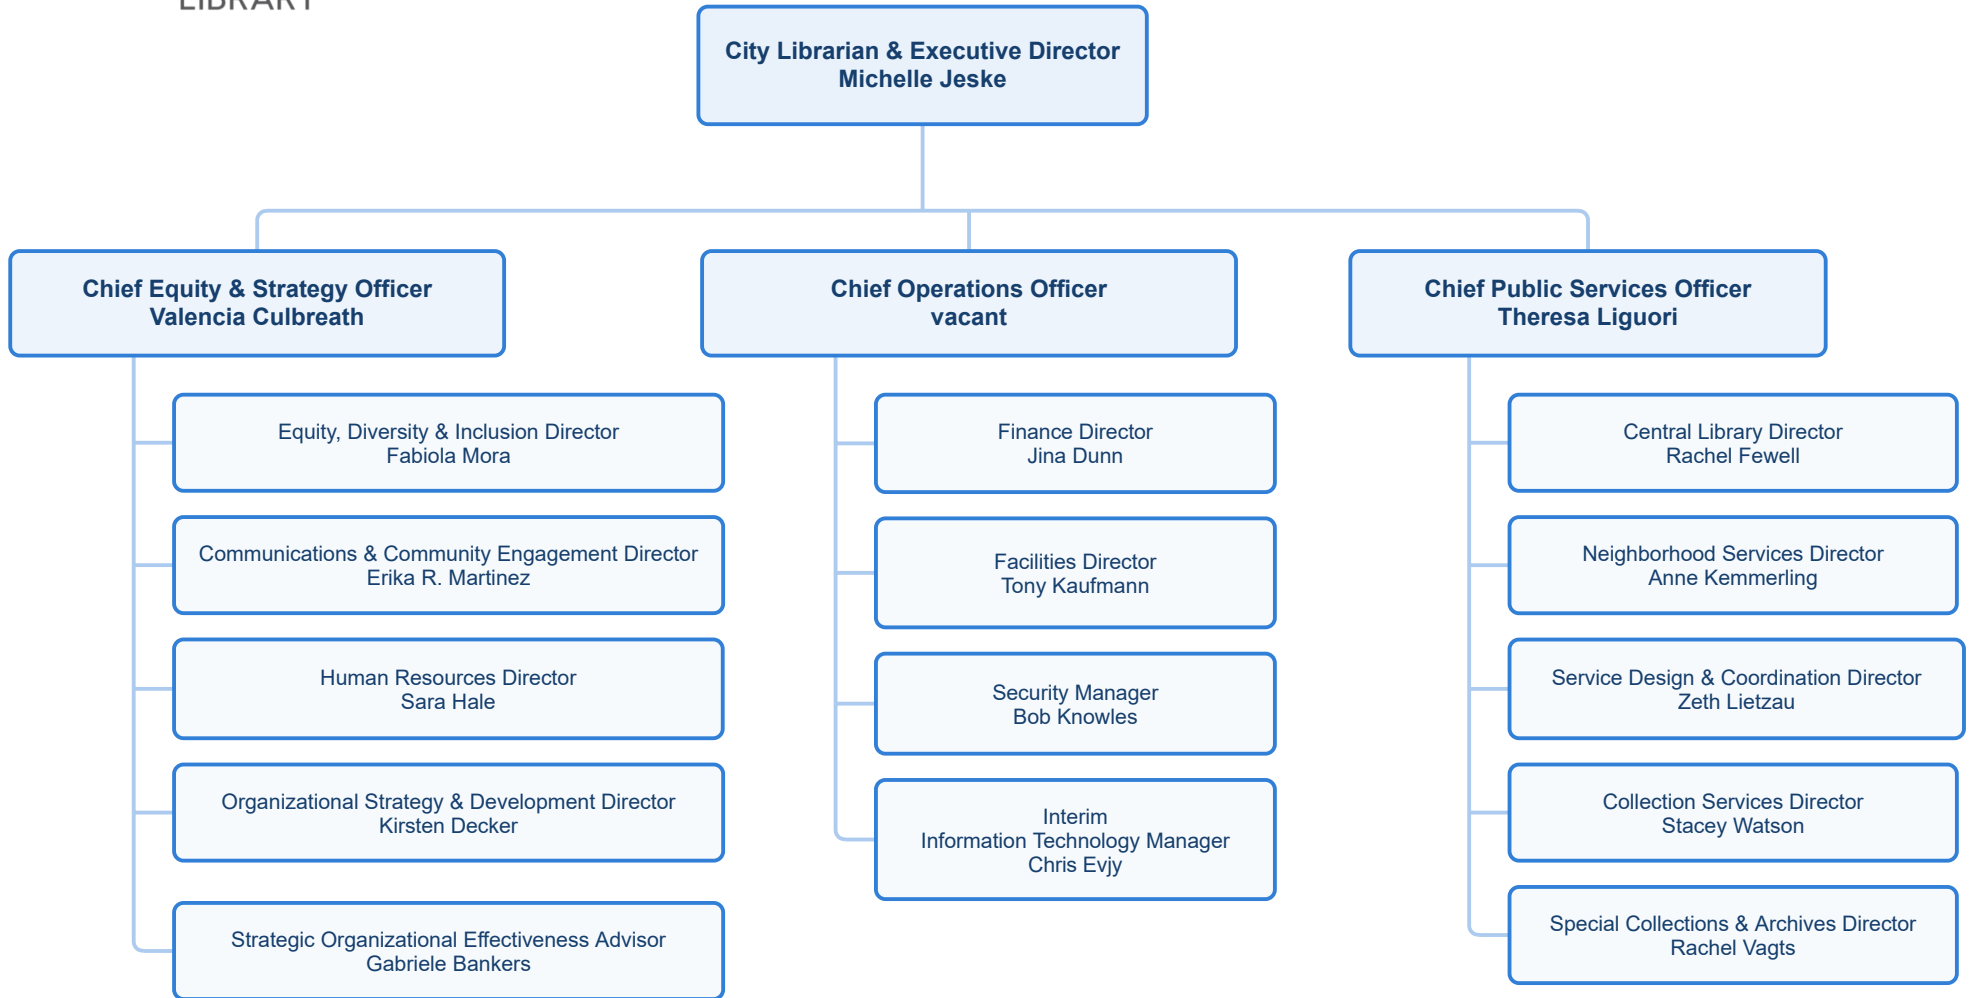 LIBRARY
City Librarian & Executive Director
Michelle Jeske
Chief Equity & Strategy Officer
Valencia Culbreath
Equity, Diversity & Inclusion Director
Fabiola Mora
Communications & Community Engagement Director
Erika R. Martinez
Human Resources Director
Sara Hale
Organizational Strategy & Development Director
Kirsten Decker
Strategic Organizational Effectiveness Advisor
Gabriele Bankers
Chief Operations Officer
vacant
Finance Director
Jina Dunn
Facilities Director
Tony Kaufmann
Security Manager
Bob Knowles
Interim
Information Technology Manager
Chris Evjy
Chief Public Services Officer
Theresa Liguori
Central Library Director
Rachel Fewell
Neighborhood Services Director
Anne Kemmerling
Service Design & Coordination Director
Zeth Lietzau
Collection Services Director
Stacey Watson
Special Collections & Archives Director
Rachel Vagts